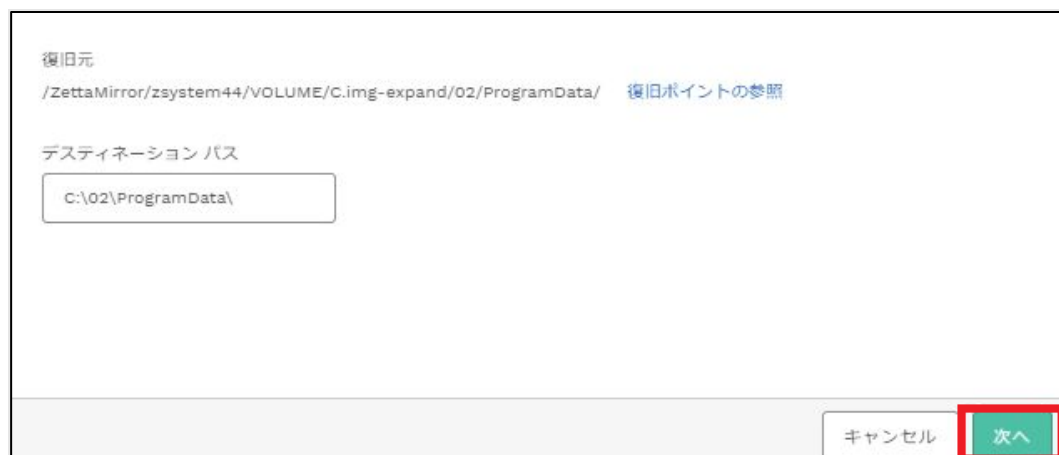 復旧元
/ZettaMirror/zsystem44/VOLUME/C.img-expand/02/ProgramData/ 復旧ポイントの参照
デスティネーション パス
C:\02\ProgramData\
キャンセル 次へ